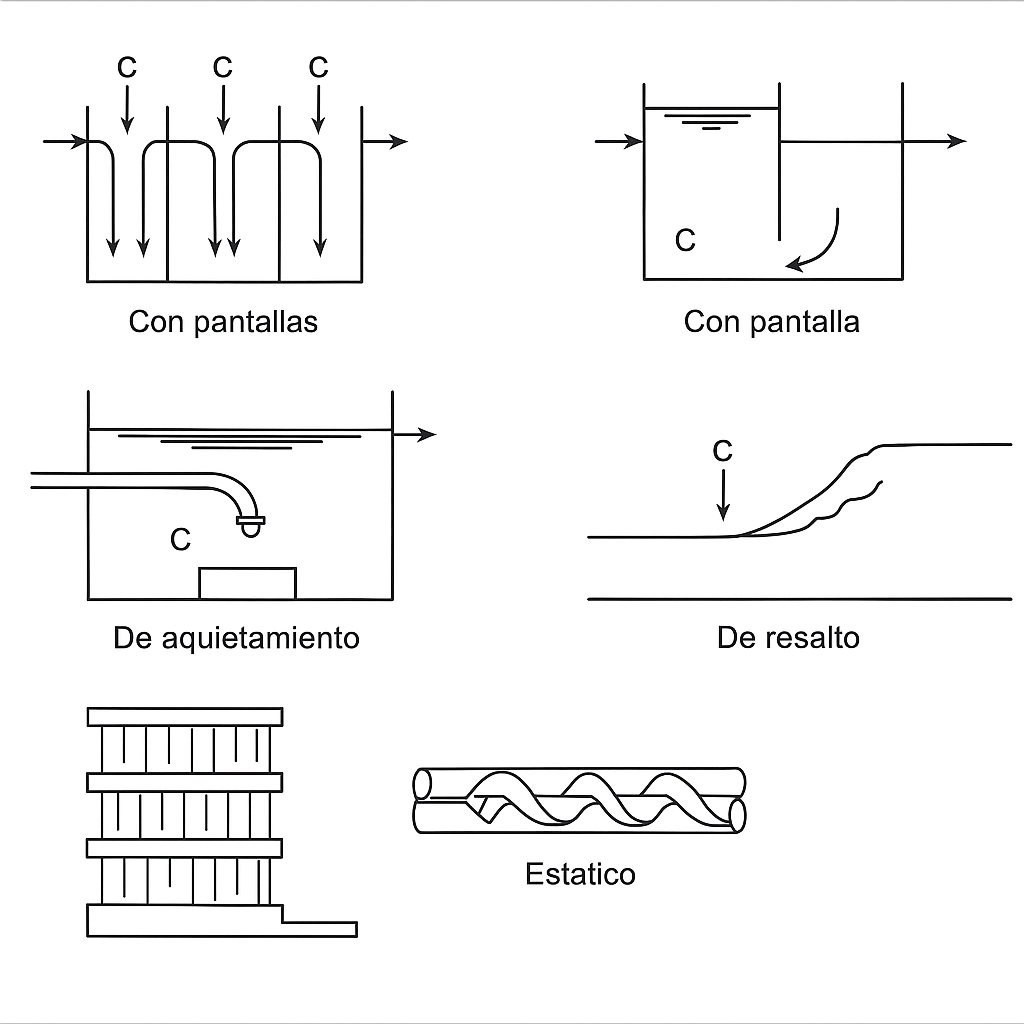 C C C
C
Con pantallas
Con pantalla
C
C
De aquietamiento
De resalto
Estatico